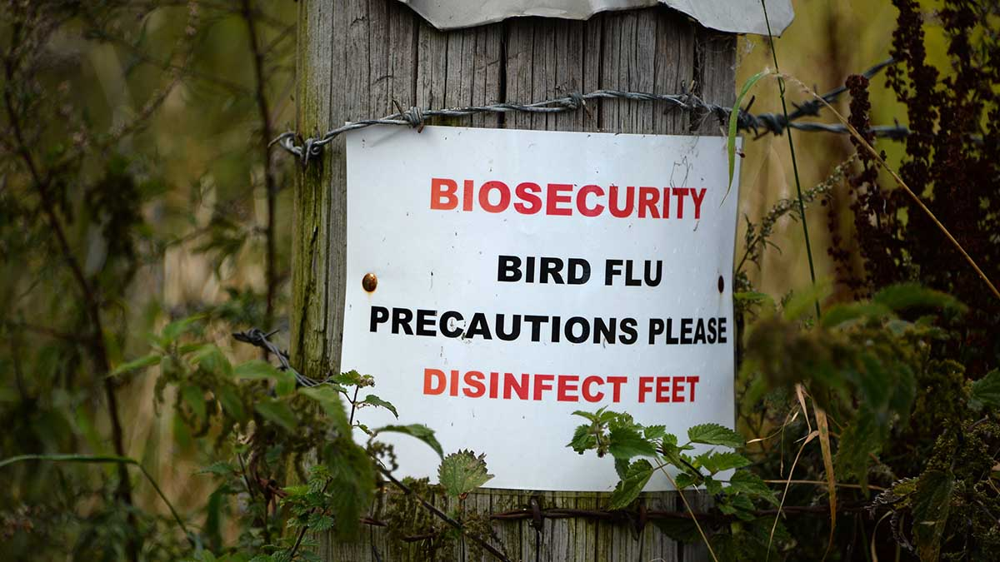 BIOSECURITY
BIRD FLU
PRECAUTIONS PLEASE
DISINFECT FEET